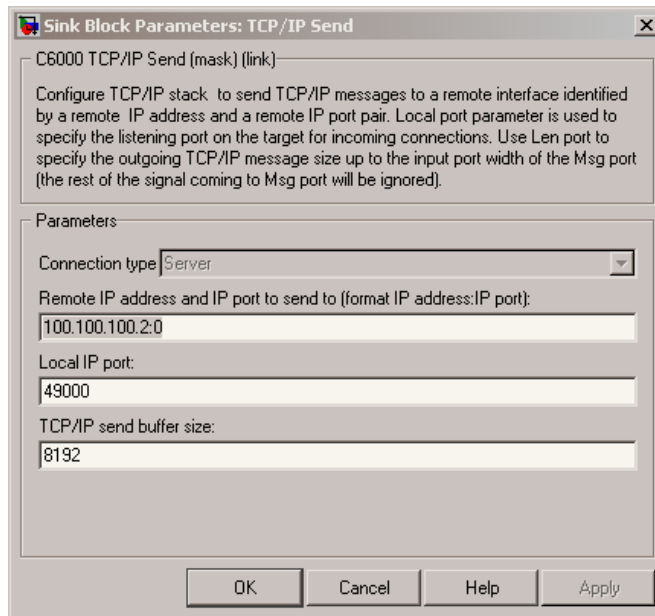 Sink Block Parameters: TCP/IP Send
C6000 TCP/IP Send (mask) (link)
Configure TCP/IP stack to send TCP/IP messages to a remote interface identified
by a remote IP address and a remote IP port pair. Local port parameter is used to
specify the listening port on the target for incoming connections. Use Len port to
specify the outgoing TCP/IP message size up to the input port width of the Msg port
(the rest of the signal coming to Msg port will be ignored).
Parameters
Connection type Server
Remote IP address and IP port to send to (format IP address:IP port):
100.100.100.2:0
Local IP port:
49000
TCP/IP send buffer size:
8192
OK Cancel Help Apply